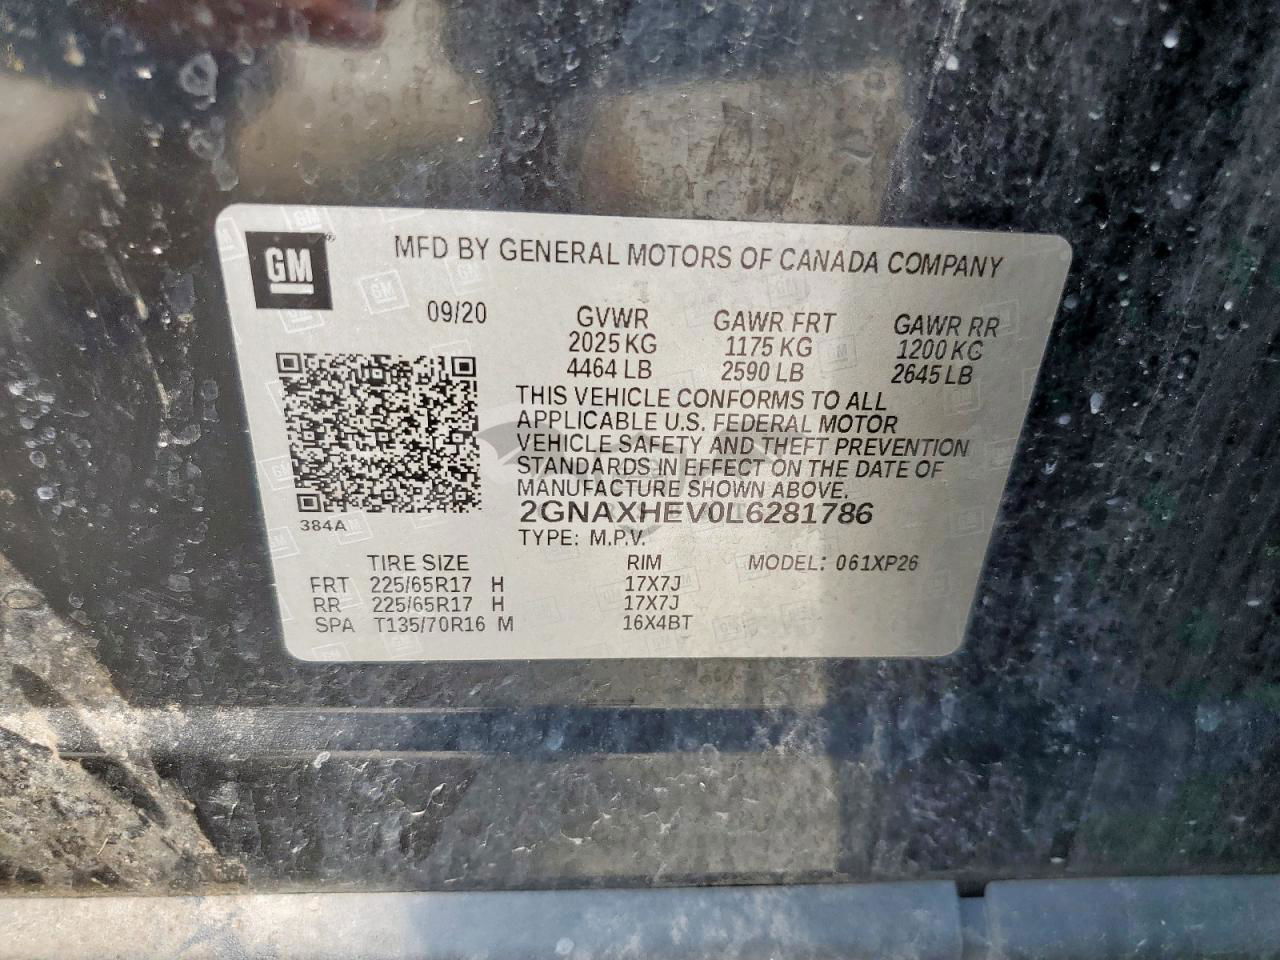 GM ®
MFD BY GENERAL MOTORS OF CANADA COMPANY
09/20
GVWR GAWR FRT GAWR RR
2025 KG 1175 KG 1200 KG
4464 LB 2590 LB 2645 LB
THIS VEHICLE CONFORMS TO ALL
APPLICABLE U.S. FEDERAL MOTOR
VEHICLE SAFETY AND THEFT PREVENTION
STANDARDS IN EFFECT ON THE DATE OF
MANUFACTURE SHOWN ABOVE.
2GNAXHEV0L6281786
384A
TYPE: M.P.V.
TIRE SIZE RIM MODEL: 061XP26
FRT 225/65R17 H 17X7J
RR 225/65R17 H 17X7J
SPA T135/70R16 M 16X4BT